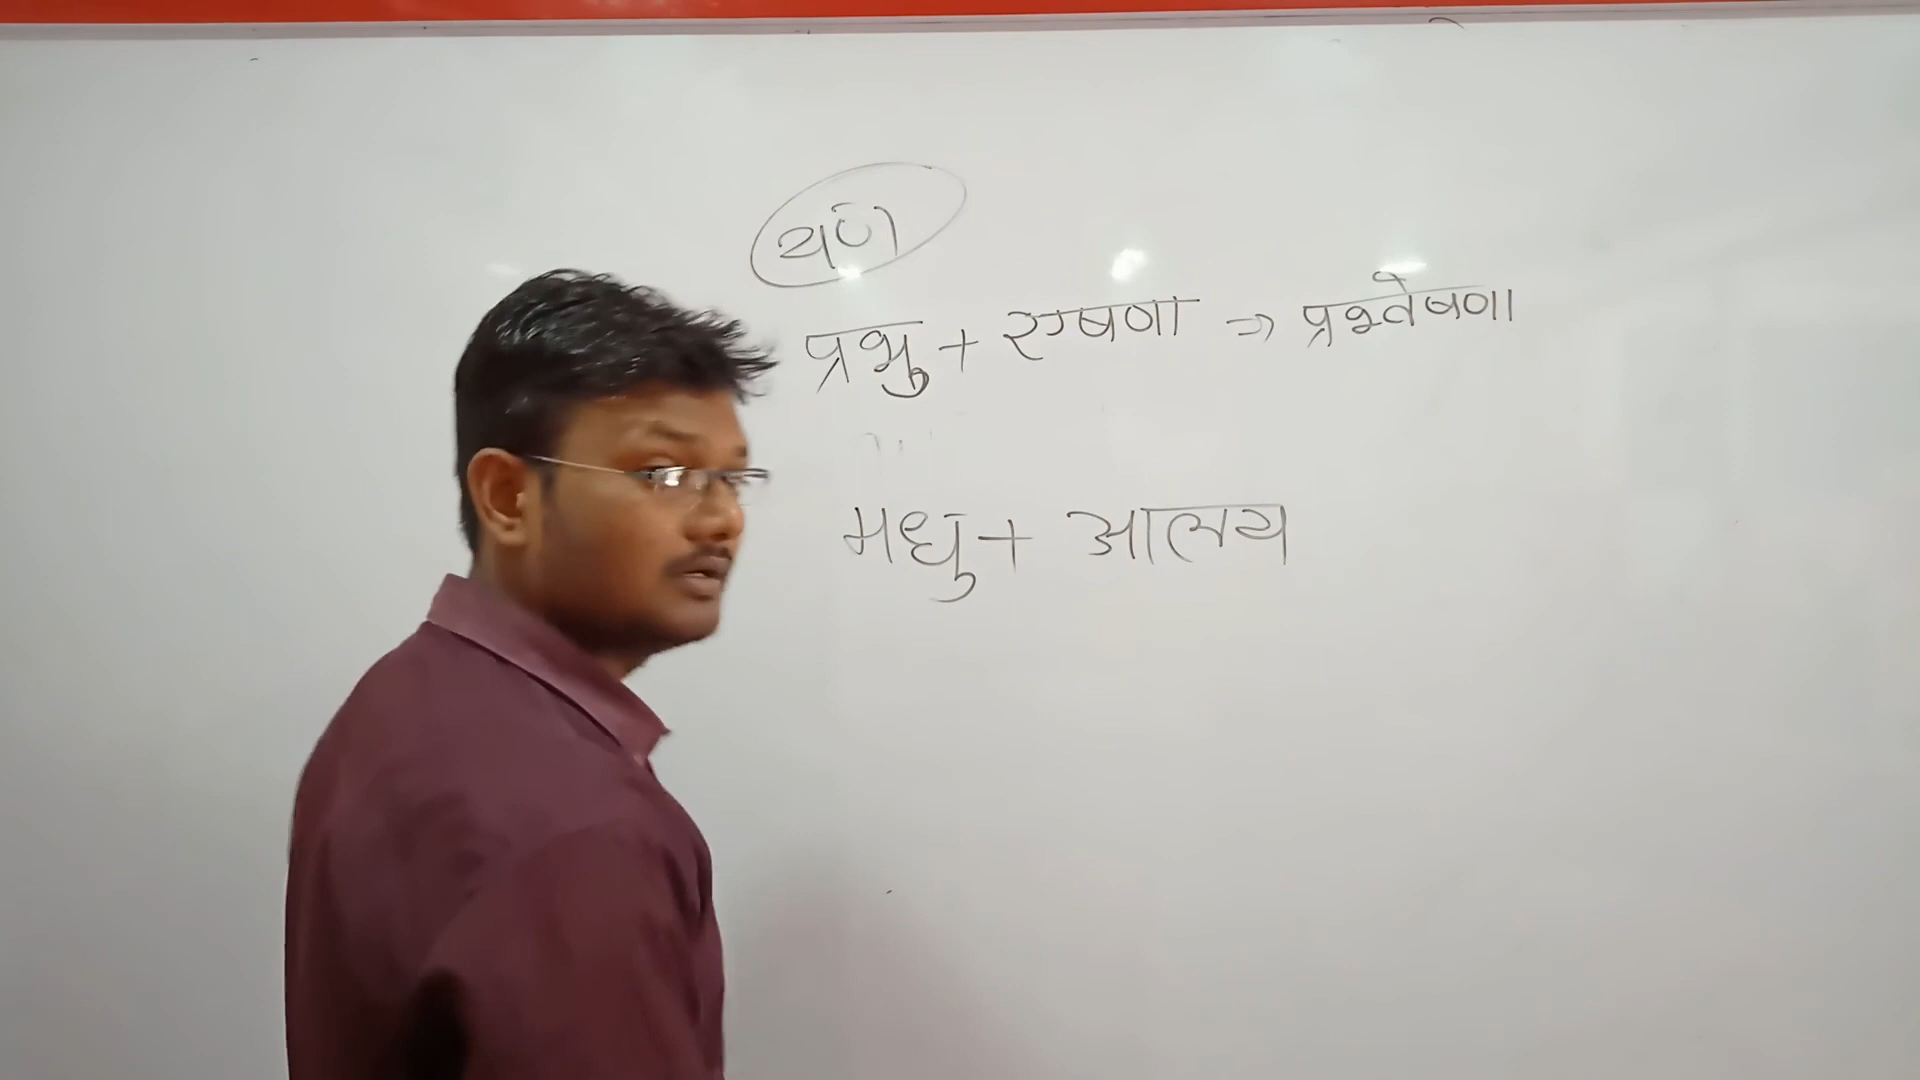 यण
प्रभु + एषणा => प्रभ्वेषणा
मधु + आलय